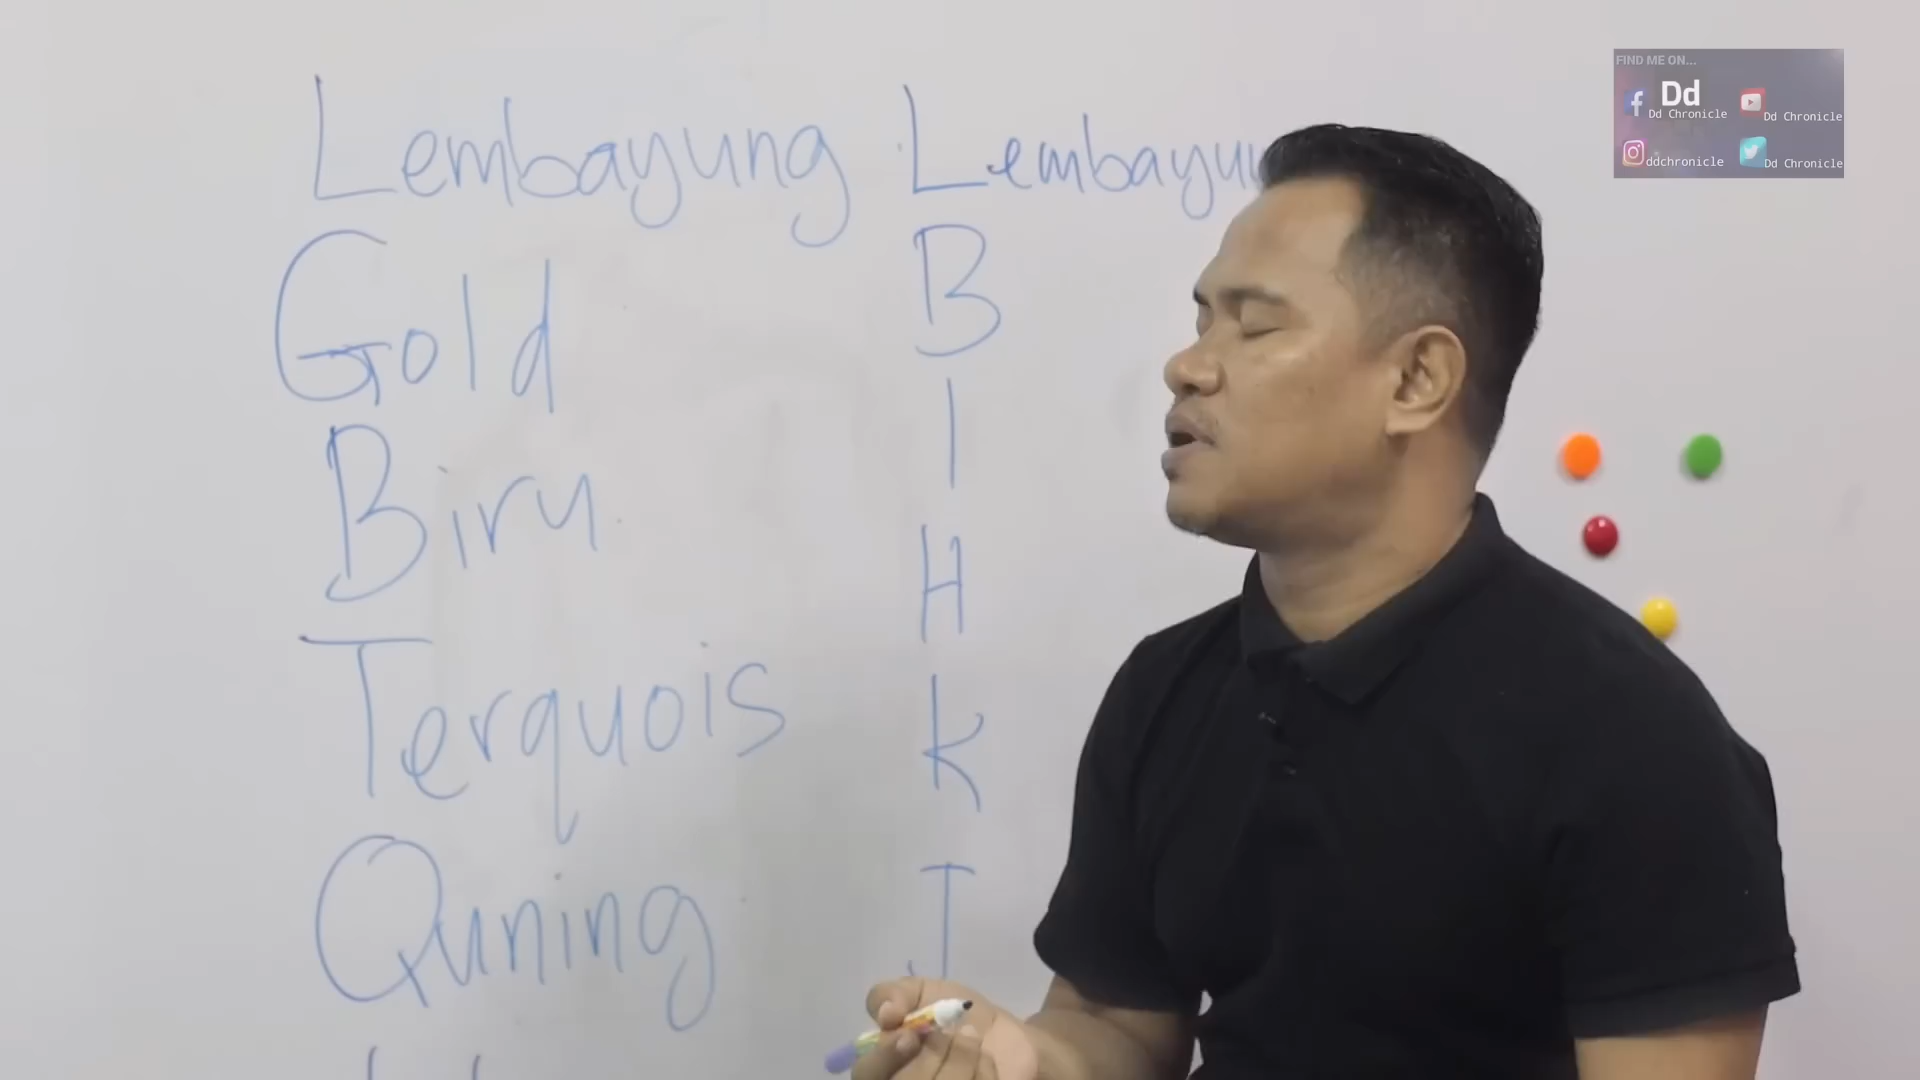 Lembayung
Gold
Biru
Terquois
Quning
Lembayu
B
I
H
K
J
FIND ME ON...
Dd
Dd Chronicle
Dd Chronicle
ddchronicle
Dd Chronicle